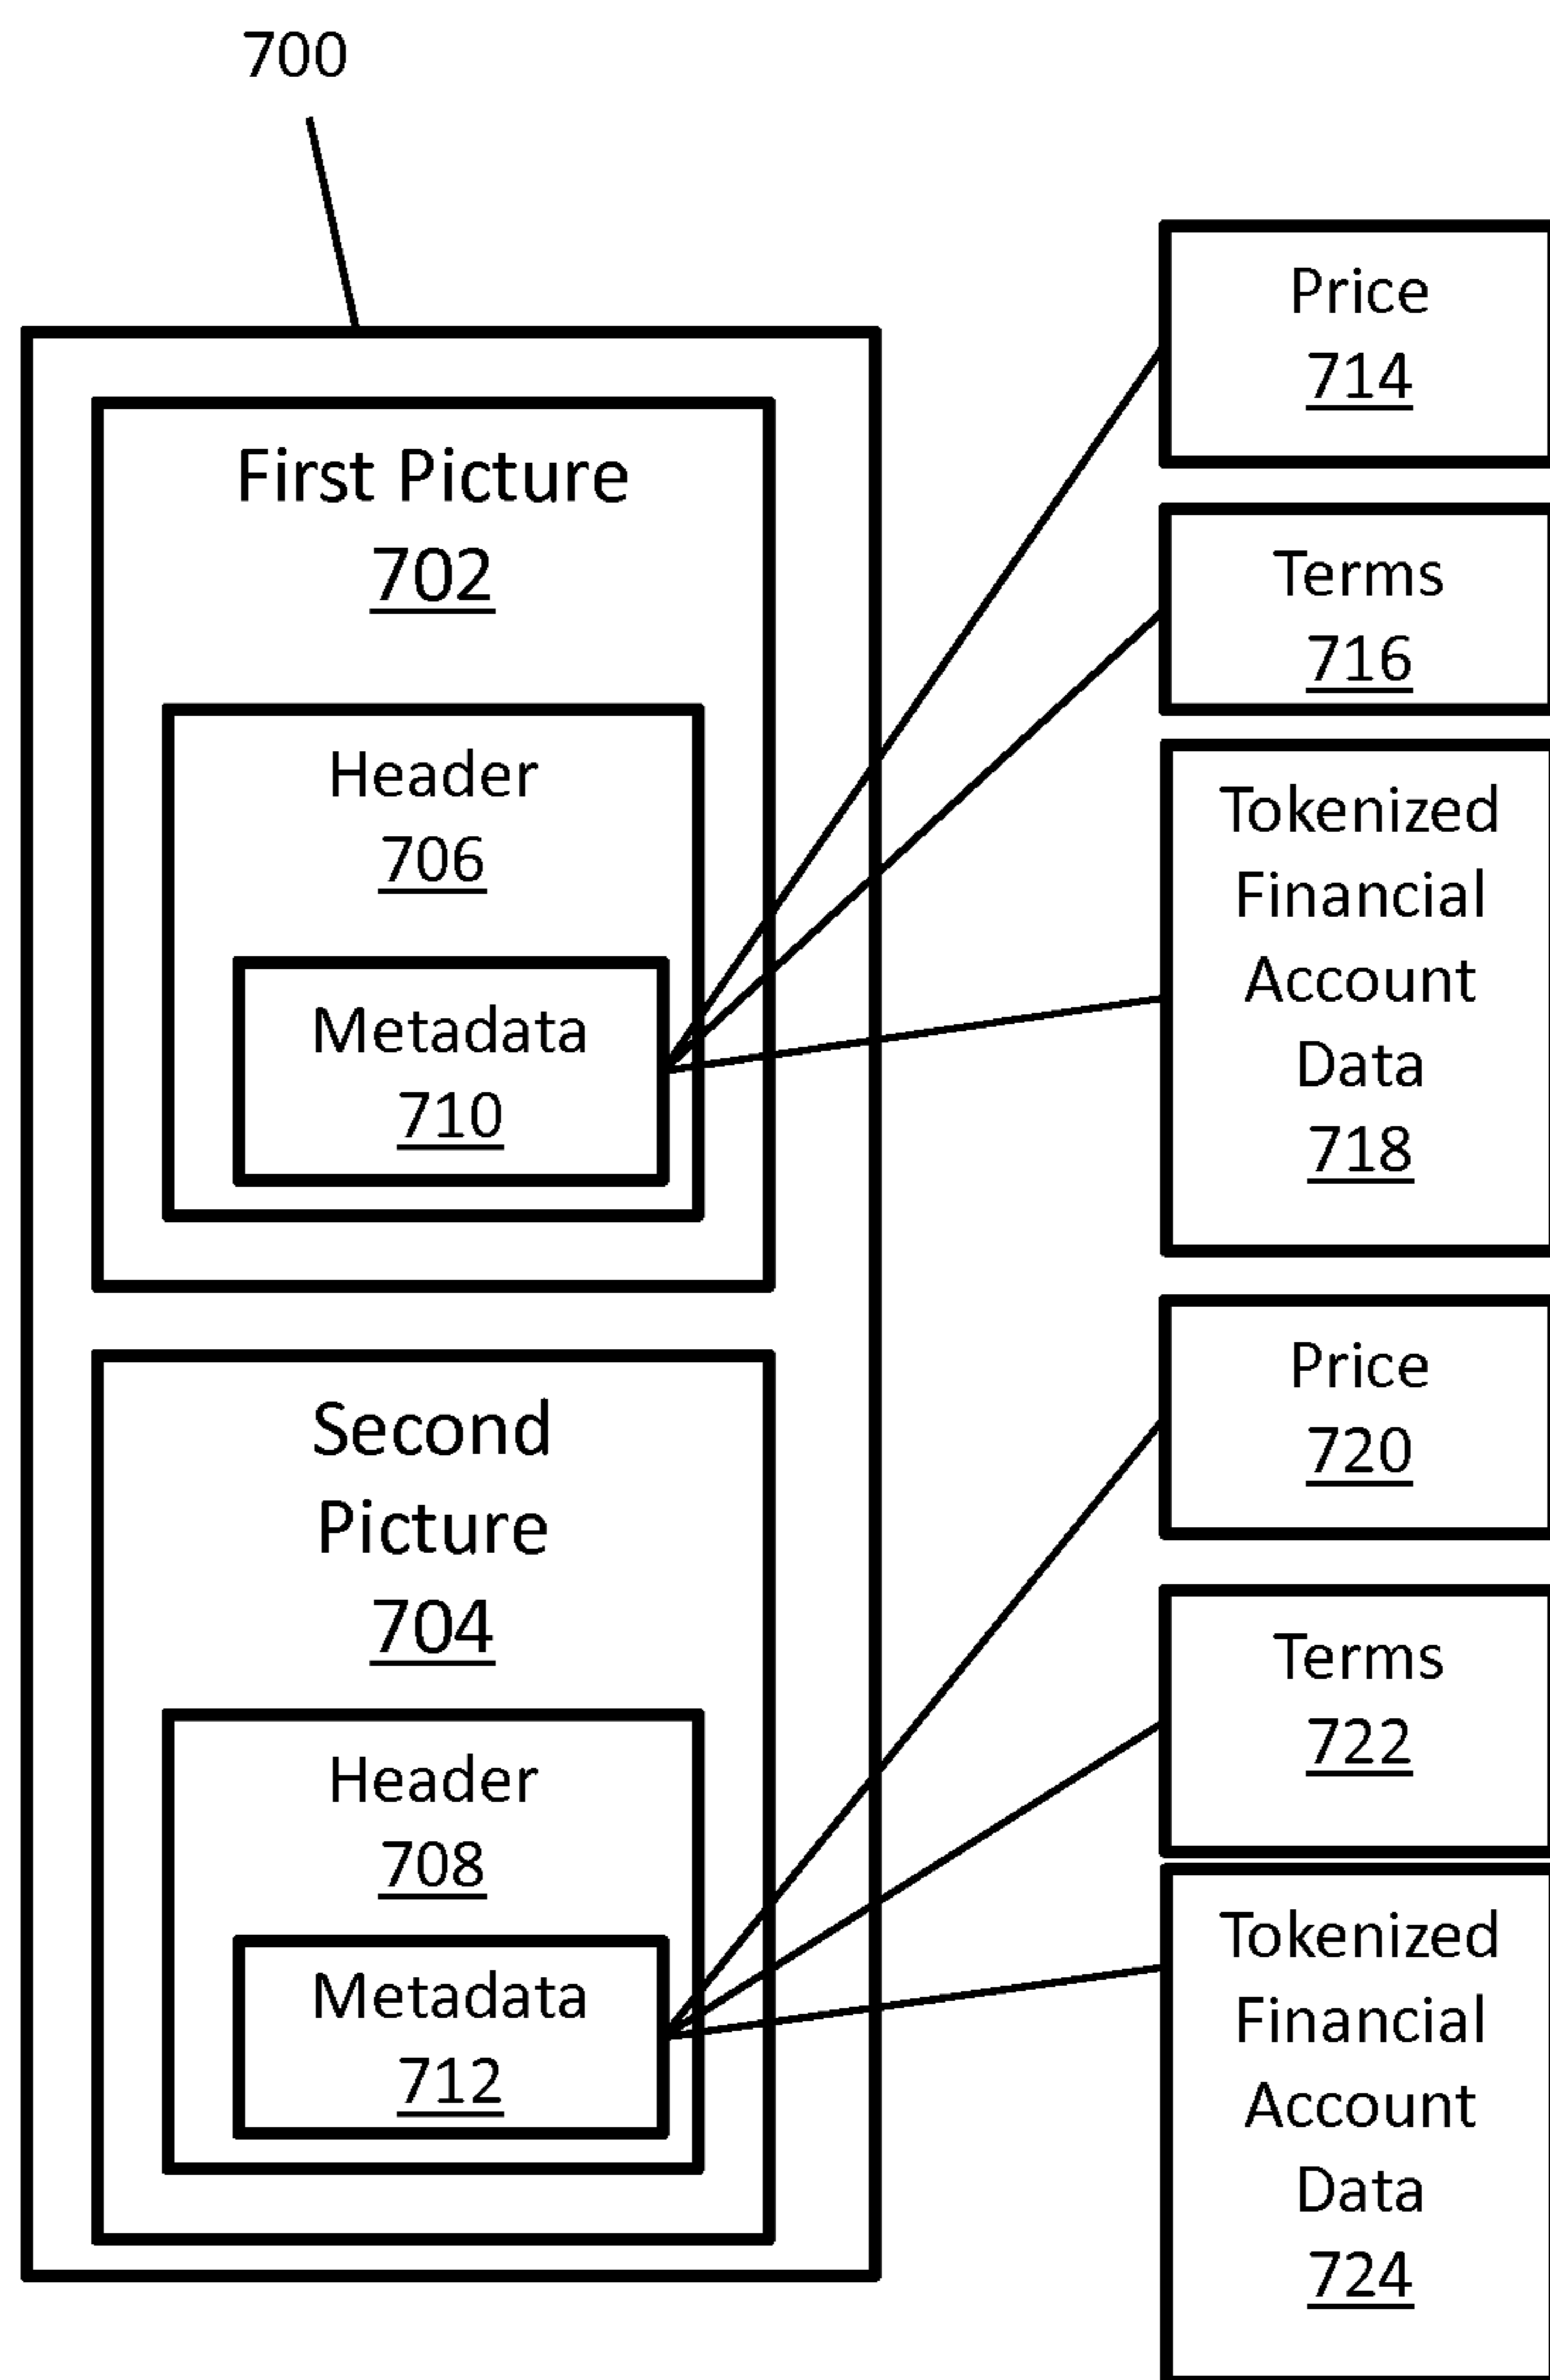 700
First Picture
702
Header
706
Metadata
710
Second
Picture
704
Header
708
Metadata
712
Price
714
Terms
716
Tokenized
Financial
Account
Data
718
Price
720
Terms
722
Tokenized
Financial
Account
Data
724